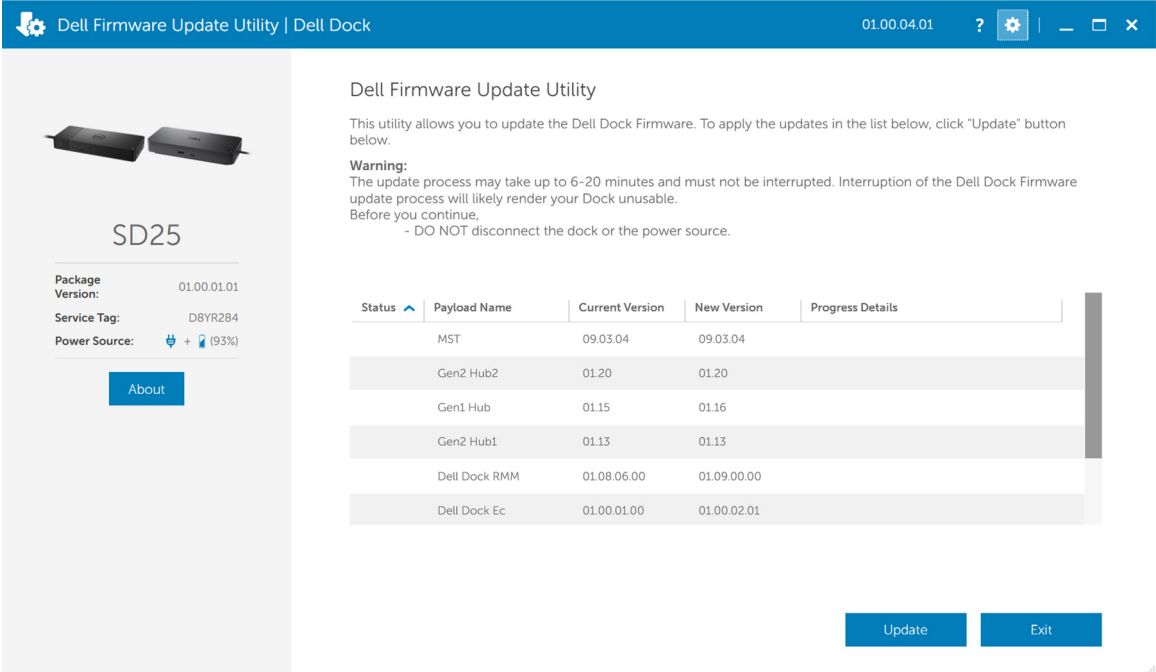 Dell Firmware Update Utility | Dell Dock
01.00.04.01
?
Dell Firmware Update Utility
This utility allows you to update the Dell Dock Firmware. To apply the updates in the list below, click "Update" button
below.
Warning:
The update process may take up to 6-20 minutes and must not be interrupted. Interruption of the Dell Dock Firmware
update process will likely render your Dock unusable.
Before you continue,
- DO NOT disconnect the dock or the power source.
SD25
Package
Version:
01.00.01.01
Service Tag: D8YR284
Power Source: + (93%)
About
Status Payload Name Current Version New Version Progress Details
MST 09.03.04 09.03.04
Gen2 Hub2 01.20 01.20
Gen1 Hub 01.15 01.16
Gen2 Hub1 01.13 01.13
Dell Dock RMM 01.08.06.00 01.09.00.00
Dell Dock Ec 01.00.01.00 01.00.02.01
Update Exit